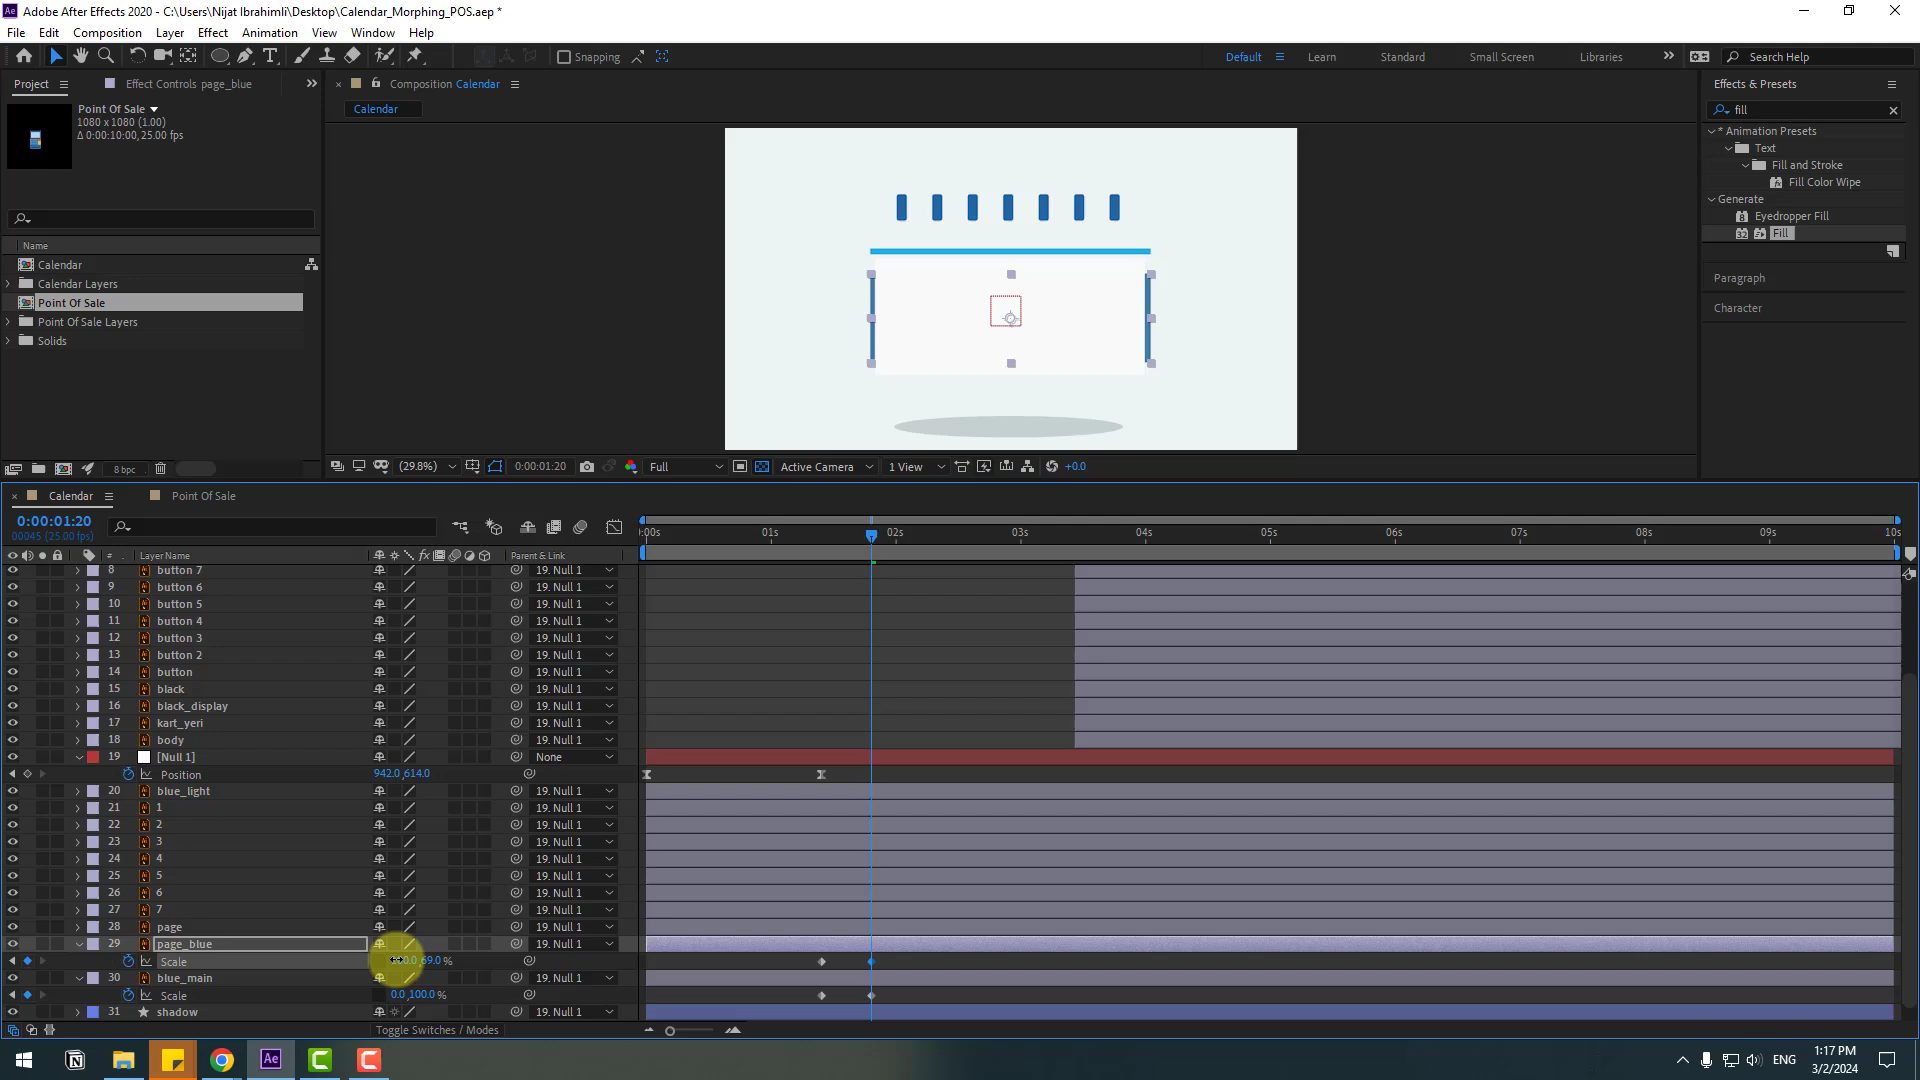 Adobe After Effects 2020 - C:\Users\Nijat Ibrahimli\Desktop\Calendar_Morphing_POS.aep *
File Edit Composition Layer Effect Animation View Window Help
Snapping Default Learn Standard Small Screen Libraries Search Help
Project Effect Controls page_blue Composition Calendar Effects & Presets
Point Of Sale
1080 x 1080 (1.00)
Δ 0:00:10:00, 25.00 fps
Calendar
fill
* Animation Presets
Text
Fill and Stroke
Fill Color Wipe
Generate
Eyedropper Fill
Fill
Paragraph
Character
Name
Calendar
Calendar Layers
Point Of Sale
Point Of Sale Layers
Solids
8 bpc (29.8%) 0:00:01:20 Full Active Camera 1 View +0.0
Calendar Point Of Sale
0:00:01:20
00045 (25.00 fps)
:00s 01s 02s 03s 04s 05s 06s 07s 08s 09s 10s
# Layer Name Parent & Link
8 button 7 19. Null 1
9 button 6 19. Null 1
10 button 5 19. Null 1
11 button 4 19. Null 1
12 button 3 19. Null 1
13 button 2 19. Null 1
14 button 19. Null 1
15 black 19. Null 1
16 black_display 19. Null 1
17 kart_yeri 19. Null 1
18 body 19. Null 1
19 [Null 1] None
Position 942.0,614.0
20 blue_light 19. Null 1
21 1 19. Null 1
22 2 19. Null 1
23 3 19. Null 1
24 4 19. Null 1
25 5 19. Null 1
26 6 19. Null 1
27 7 19. Null 1
28 page 19. Null 1
29 page_blue 19. Null 1
Scale 69.0 %
30 blue_main 19. Null 1
Scale 0.0,100.0 %
31 shadow 19. Null 1
Toggle Switches / Modes
ENG
1:17 PM
3/2/2024